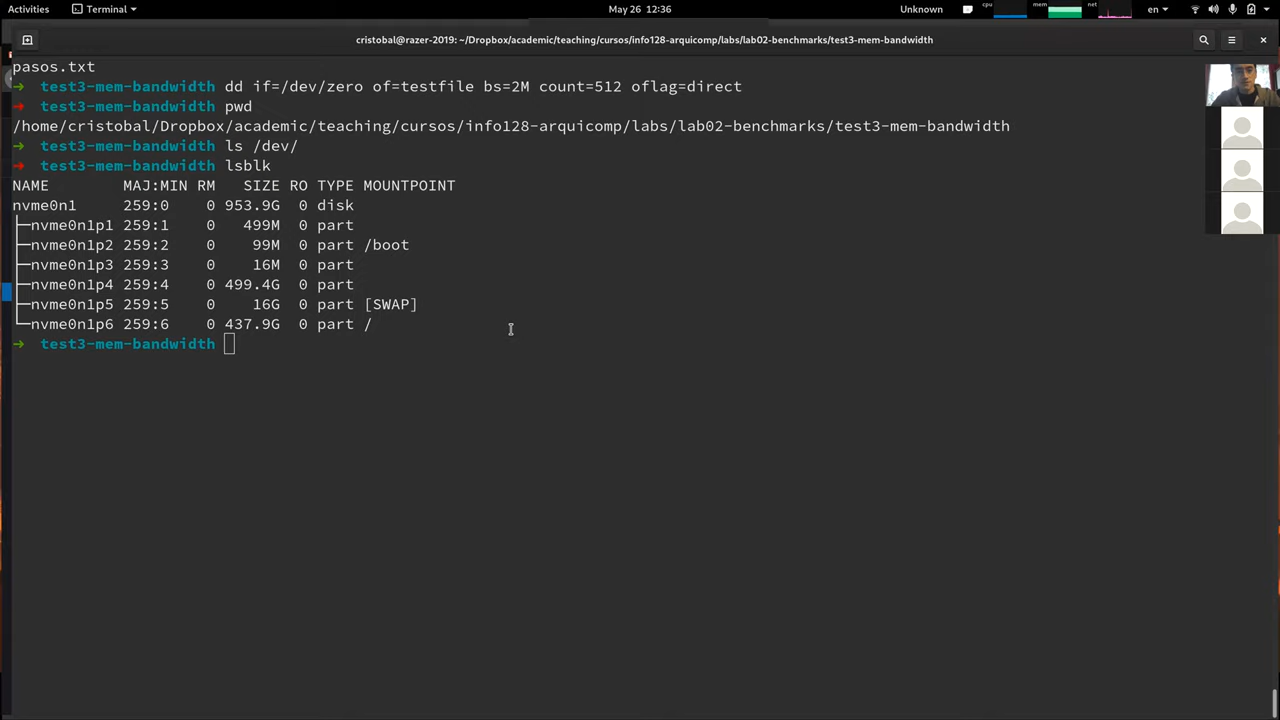 Activities Terminal May 26 12:36 Unknown cpu mem net en
cristobal@razer-2019: ~/Dropbox/academic/teaching/cursos/info128-arquicomp/labs/lab02-benchmarks/test3-mem-bandwidth
pasos.txt
➜ test3-mem-bandwidth dd if=/dev/zero of=testfile bs=2M count=512 oflag=direct
➜ test3-mem-bandwidth pwd
/home/cristobal/Dropbox/academic/teaching/cursos/info128-arquicomp/labs/lab02-benchmarks/test3-mem-bandwidth
➜ test3-mem-bandwidth ls /dev/
➜ test3-mem-bandwidth lsblk
NAME MAJ:MIN RM SIZE RO TYPE MOUNTPOINT
nvme0n1 259:0 0 953.9G 0 disk
├─nvme0n1p1 259:1 0 499M 0 part
├─nvme0n1p2 259:2 0 99M 0 part /boot
├─nvme0n1p3 259:3 0 16M 0 part
├─nvme0n1p4 259:4 0 499.4G 0 part
├─nvme0n1p5 259:5 0 16G 0 part [SWAP]
└─nvme0n1p6 259:6 0 437.9G 0 part /
➜ test3-mem-bandwidth